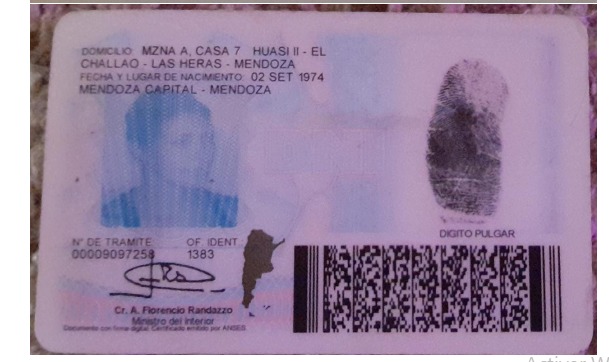 DOMICILIO: MZNA A, CASA 7 HUASI II - EL
CHALLAO - LAS HERAS - MENDOZA
FECHA Y LUGAR DE NACIMIENTO: 02 SET 1974
MENDOZA CAPITAL - MENDOZA
DIGITO PULGAR
N° DE TRAMITE OF. IDENT.
00009097258 1383
Cr. A. Florencio Randazzo
Ministro del Interior
Documento con firma digital. Certificado emitido por ANSES